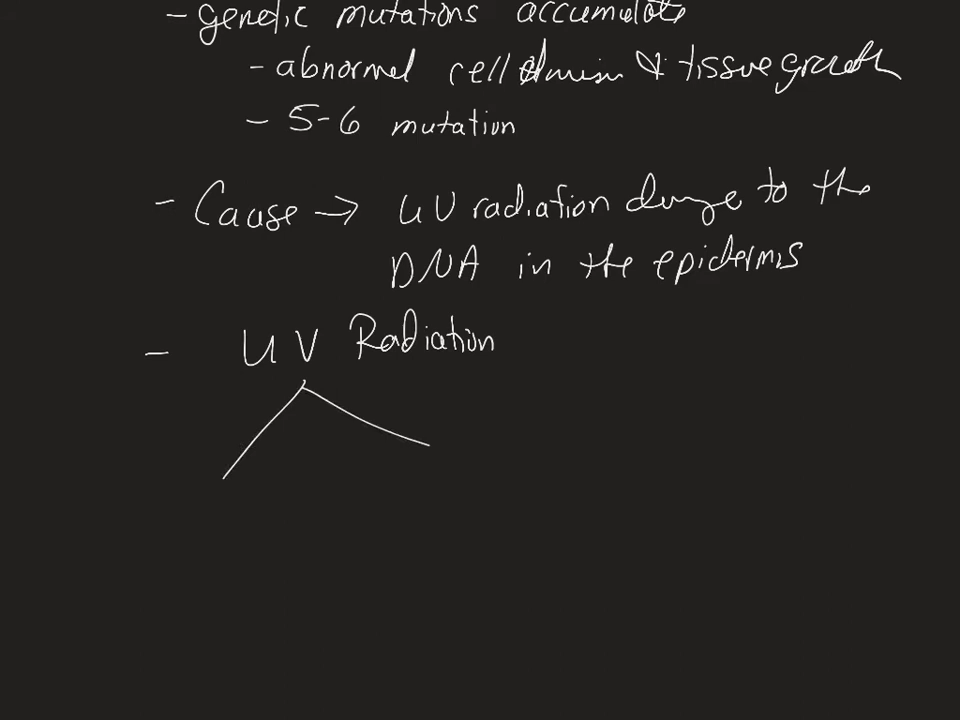 - genetic mutations accumulate
- abnormal cell division & tissue growth
- 5-6 mutation
- Cause → UV radiation damage to the
DNA in the epidermis
- UV Radiation